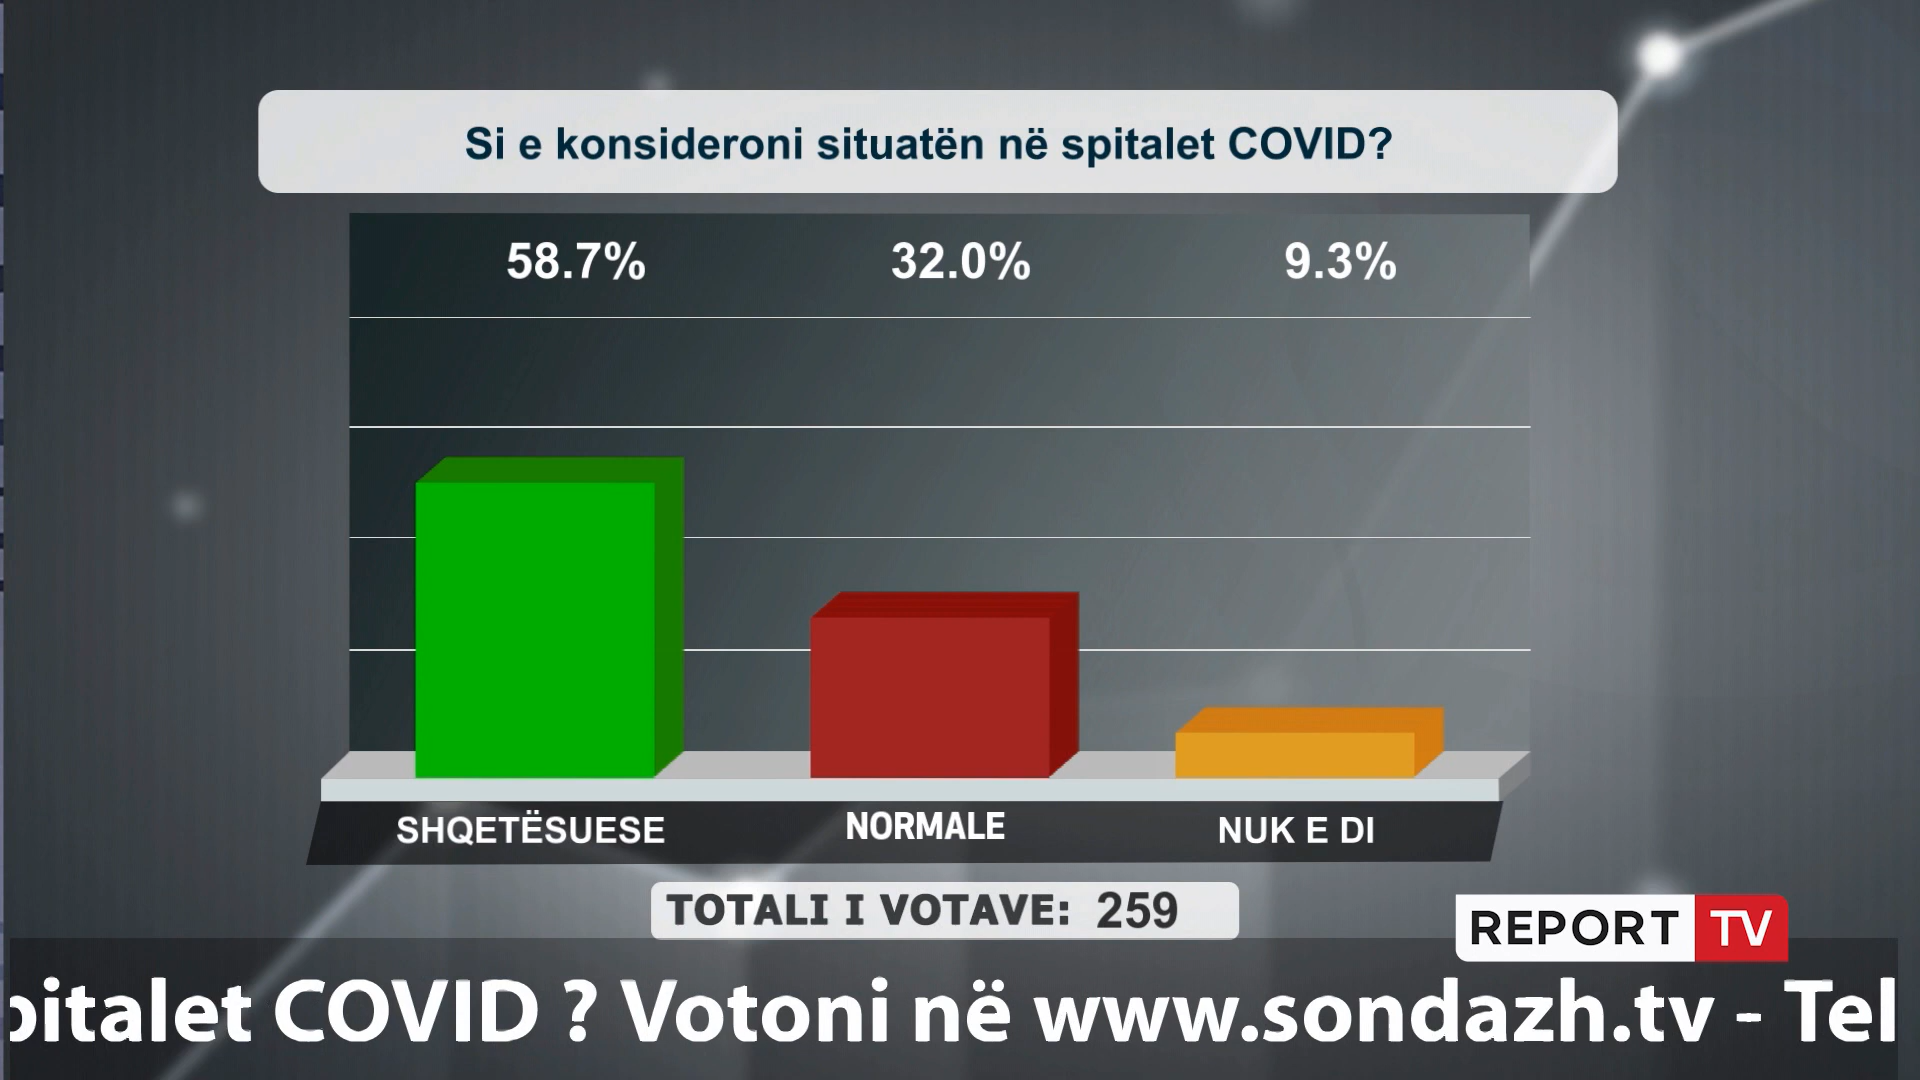 Si e konsideroni situatën në spitalet COVID?
58.7% 32.0% 9.3%
SHQETËSUESE NORMALE NUK E DI
TOTALI I VOTAVE: 259
REPORT TV
COVID ? Votoni në www.sondazh.tv - Tel